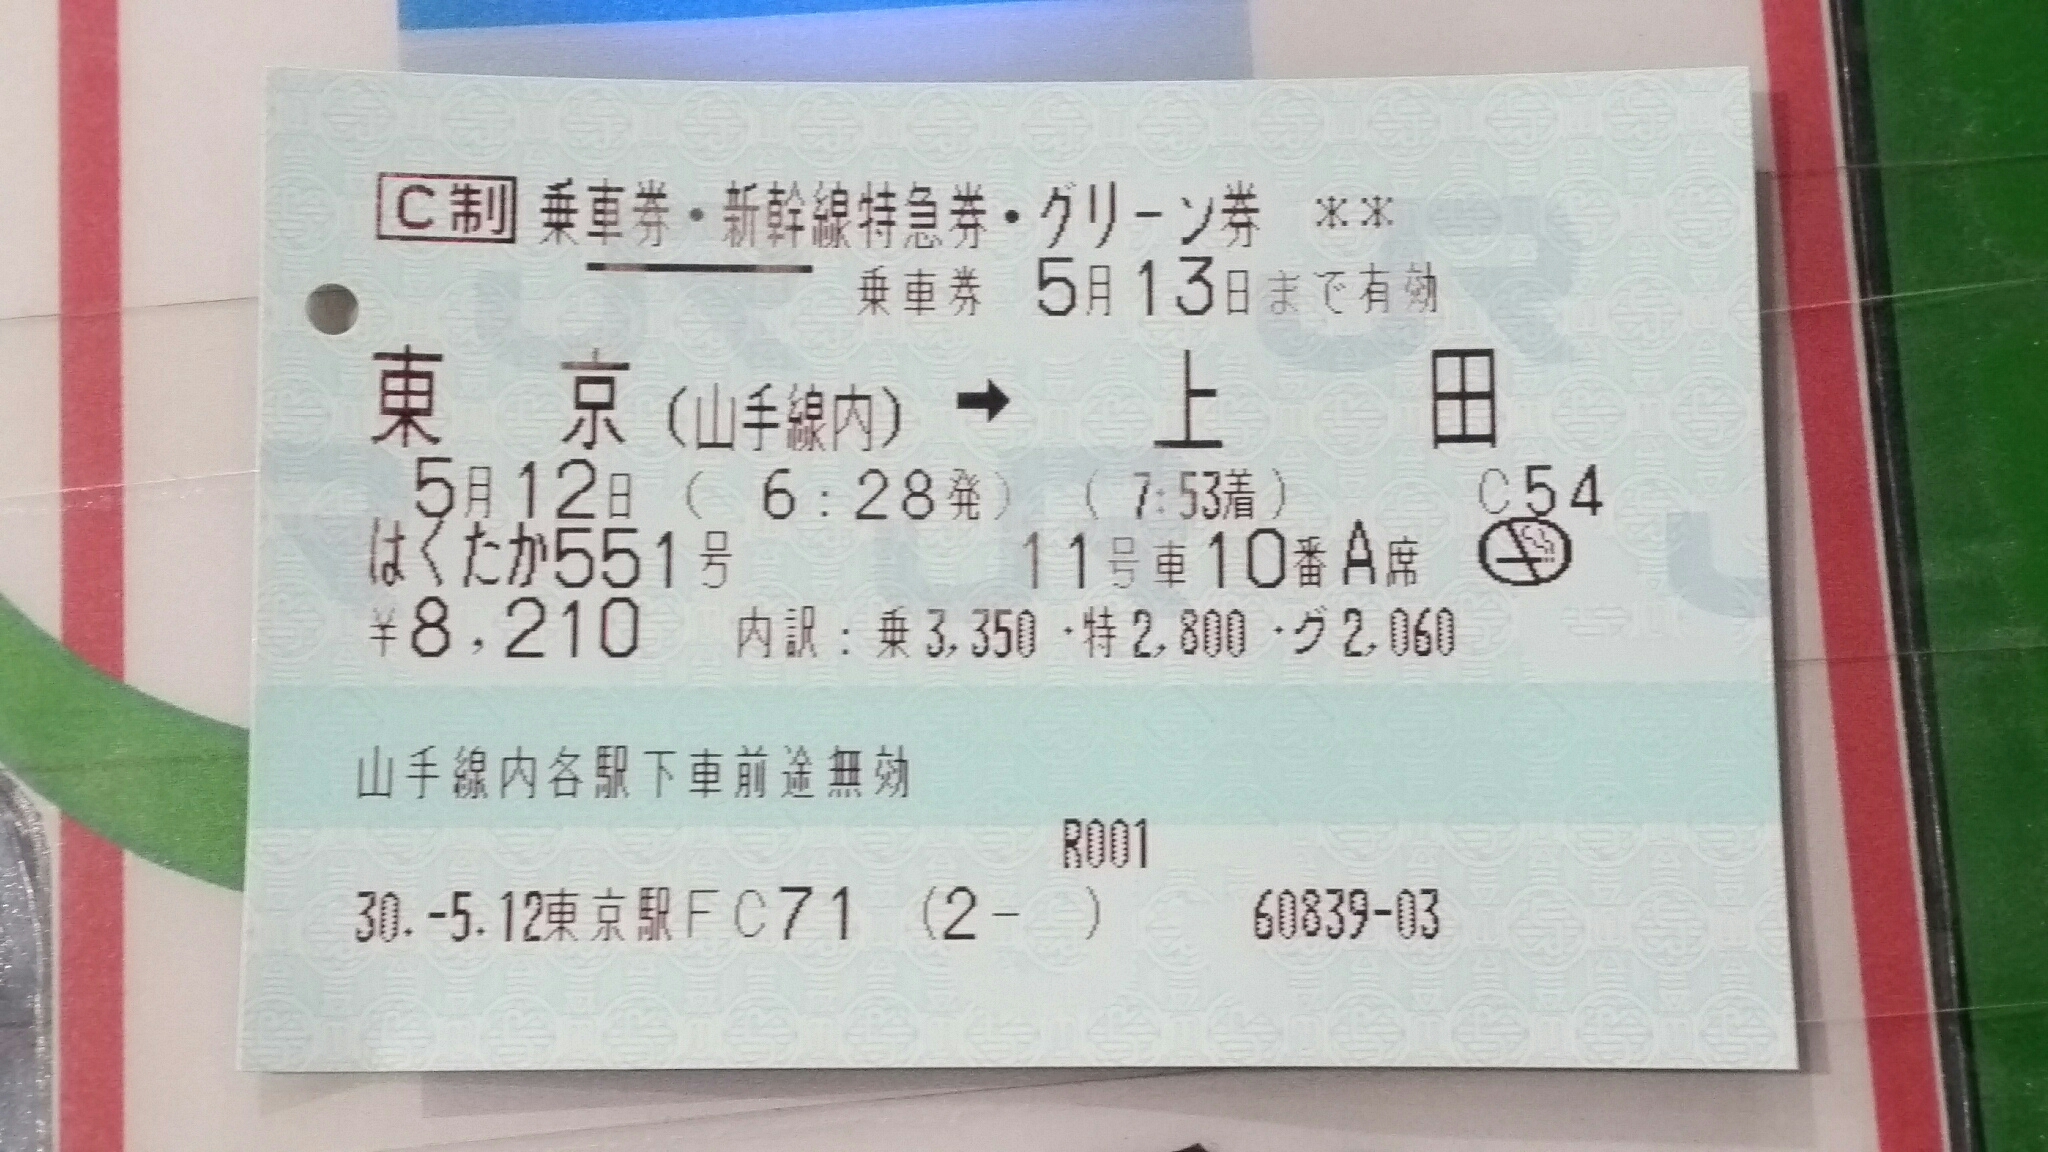 C制 乗車券・新幹線特急券・グリーン券 **
乗車券 5月13日まで有効
東京(山手線内) ➡ 上田
5月12日 ( 6:28発) ( 7:53着) C54
はくたか551号 11号車10番A席
¥8,210 内訳:乗3,350・特2,800・グ2,060
山手線内各駅下車前途無効
R001
30.-5.12東京駅FC71 (2- ) 60839-03